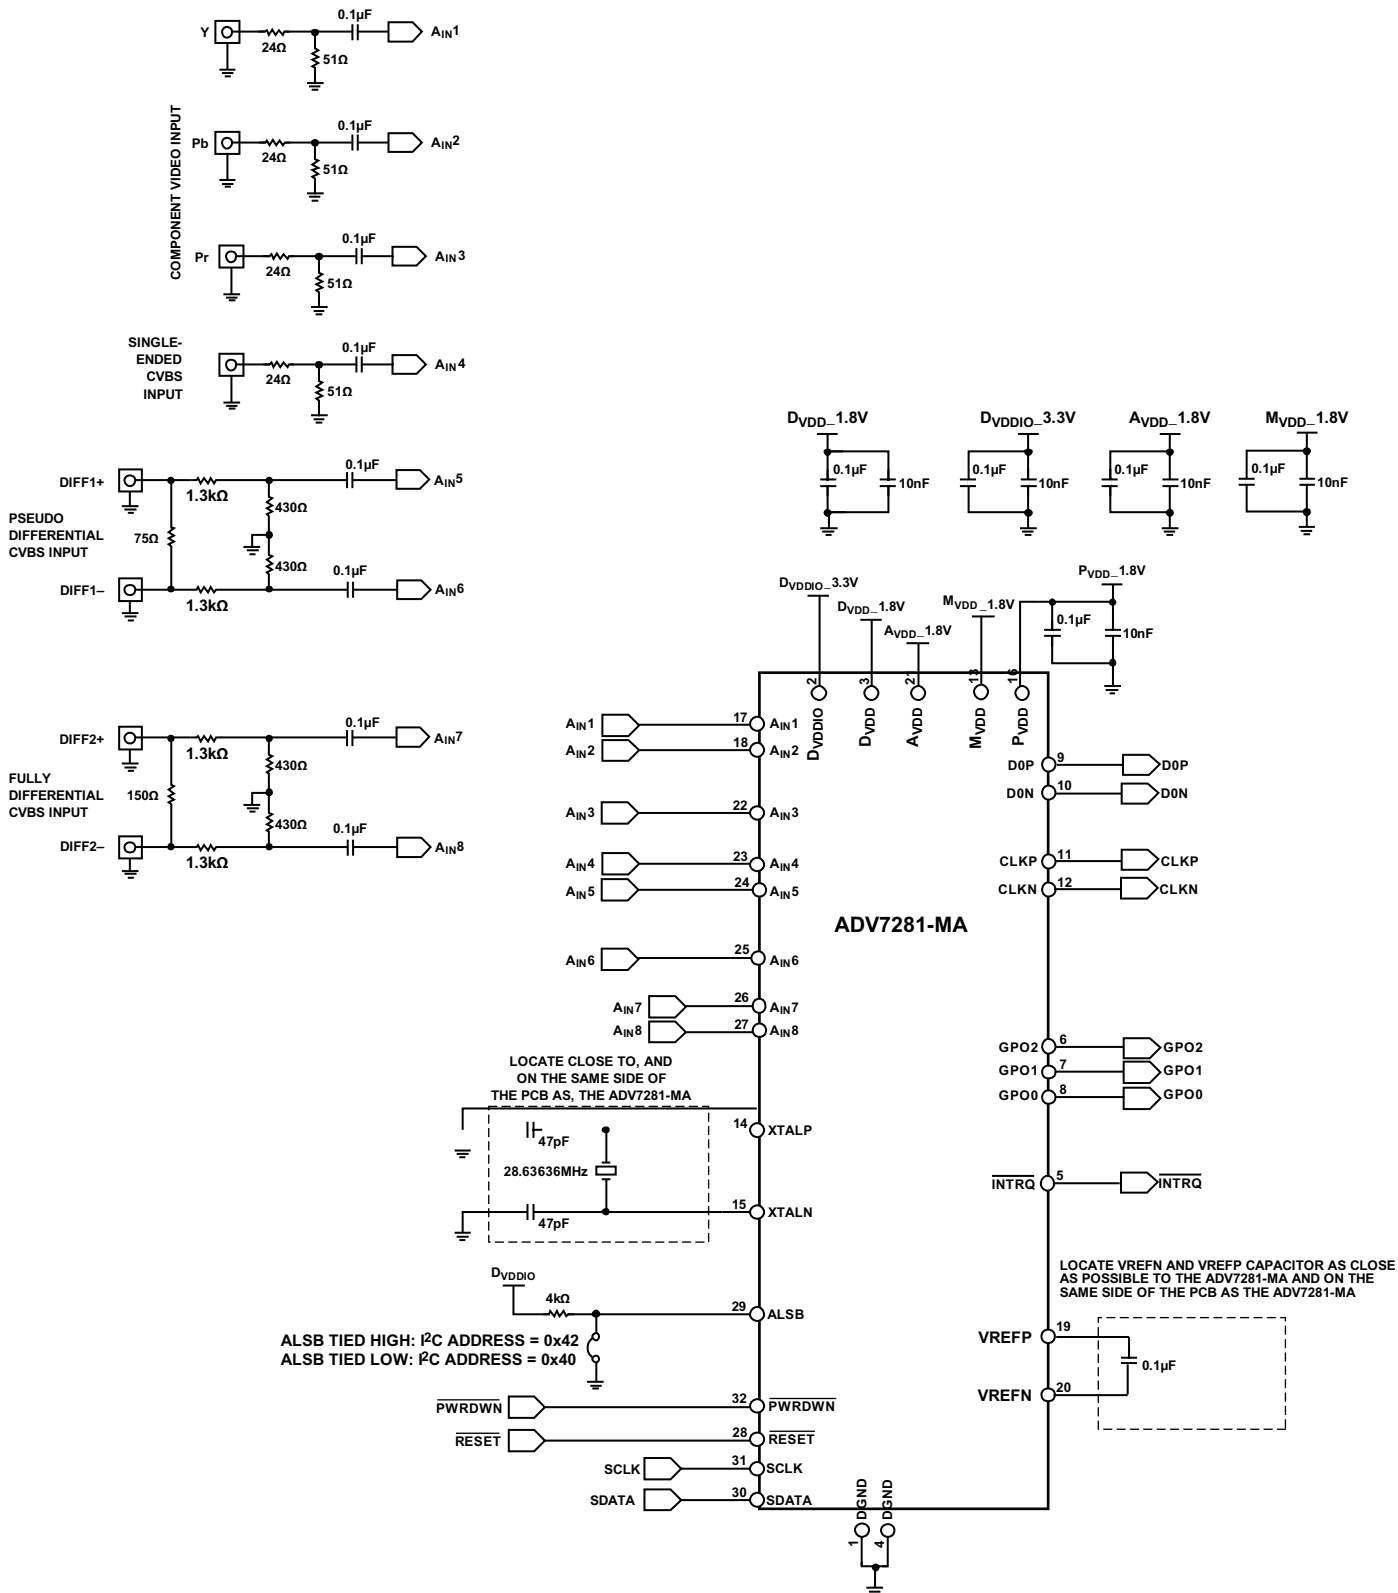 Y
24Ω
0.1µF
51Ω
AIN1
COMPONENT VIDEO INPUT
Pb
24Ω
0.1µF
51Ω
AIN2
Pr
24Ω
0.1µF
51Ω
AIN3
SINGLE-
ENDED
CVBS
INPUT
24Ω
0.1µF
51Ω
AIN4
DIFF1+
PSEUDO
DIFFERENTIAL
CVBS INPUT
DIFF1–
75Ω
1.3kΩ
1.3kΩ
430Ω
430Ω
0.1µF
0.1µF
AIN5
AIN6
DIFF2+
FULLY
DIFFERENTIAL
CVBS INPUT
DIFF2–
150Ω
1.3kΩ
1.3kΩ
430Ω
430Ω
0.1µF
0.1µF
AIN7
AIN8
DVDD_1.8V
0.1µF
10nF
DVDDIO_3.3V
0.1µF
10nF
AVDD_1.8V
0.1µF
10nF
MVDD_1.8V
0.1µF
10nF
DVDDIO_3.3V
DVDD_1.8V
AVDD_1.8V
MVDD_1.8V
PVDD_1.8V
0.1µF
10nF
2
3
21
13
16
DVDDIO
DVDD
AVDD
MVDD
PVDD
AIN1 17 AIN1
AIN2 18 AIN2
AIN3 22 AIN3
AIN4 23 AIN4
AIN5 24 AIN5
AIN6 25 AIN6
AIN7 26 AIN7
AIN8 27 AIN8
ADV7281-MA
D0P 9 D0P
D0N 10 D0N
CLKP 11 CLKP
CLKN 12 CLKN
GPO2 6 GPO2
GPO1 7 GPO1
GPO0 8 GPO0
INTRQ 5 INTRQ
LOCATE CLOSE TO, AND
ON THE SAME SIDE OF
THE PCB AS, THE ADV7281-MA
47pF
28.63636MHz
47pF
14 XTALP
15 XTALN
DVDDIO
4kΩ
29 ALSB
ALSB TIED HIGH: I2C ADDRESS = 0x42
ALSB TIED LOW: I2C ADDRESS = 0x40
LOCATE VREFN AND VREFP CAPACITOR AS CLOSE
AS POSSIBLE TO THE ADV7281-MA AND ON THE
SAME SIDE OF THE PCB AS THE ADV7281-MA
VREFP 19
0.1µF
VREFN 20
PWRDWN 32 PWRDWN
RESET 28 RESET
SCLK 31 SCLK
SDATA 30 SDATA
DGND
DGND
1
4